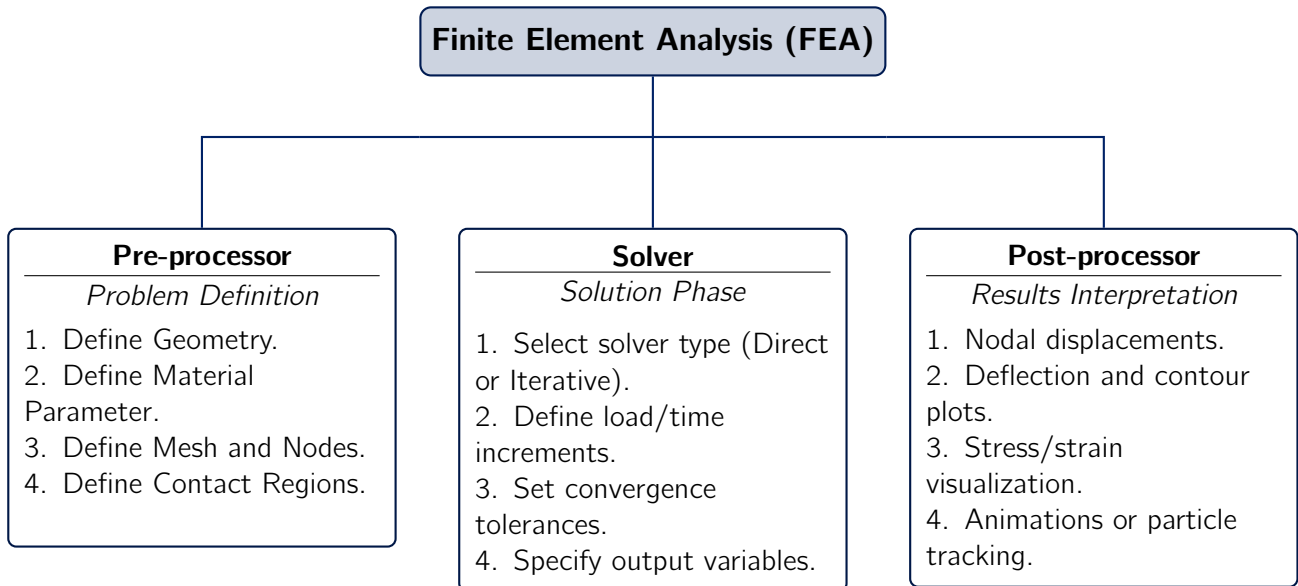 Finite Element Analysis (FEA)
Pre-processor
Problem Definition
1. Define Geometry.
2. Define Material
Parameter.
3. Define Mesh and Nodes.
4. Define Contact Regions.
Solver
Solution Phase
1. Select solver type (Direct
or Iterative).
2. Define load/time
increments.
3. Set convergence
tolerances.
4. Specify output variables.
Post-processor
Results Interpretation
1. Nodal displacements.
2. Deflection and contour
plots.
3. Stress/strain
visualization.
4. Animations or particle
tracking.